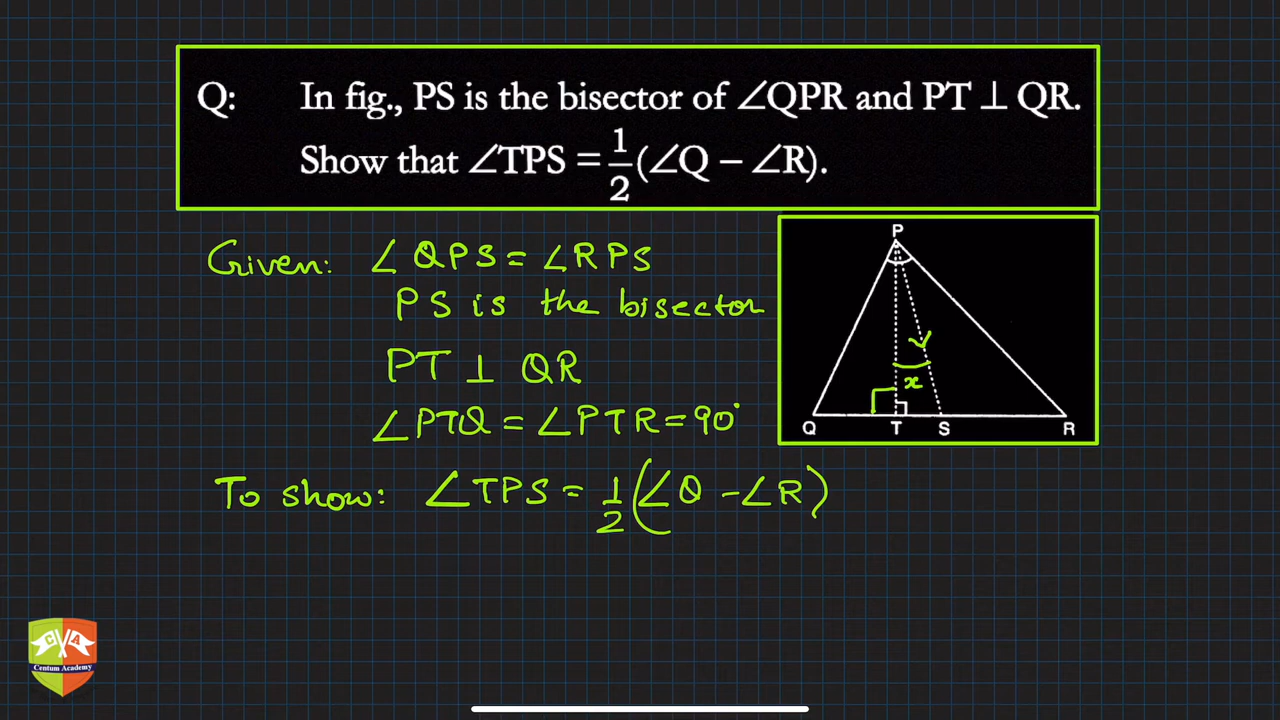 Q: In fig., PS is the bisector of ∠QPR and PT ⊥ QR.
Show that ∠TPS = 1/2 (∠Q − ∠R).
Given: ∠QPS = ∠RPS
PS is the bisector
PT ⊥ QR
∠PTQ = ∠PTR = 90°
To show: ∠TPS = 1/2 (∠Q - ∠R)
P
x
Q T S R
C A
Centum Academy